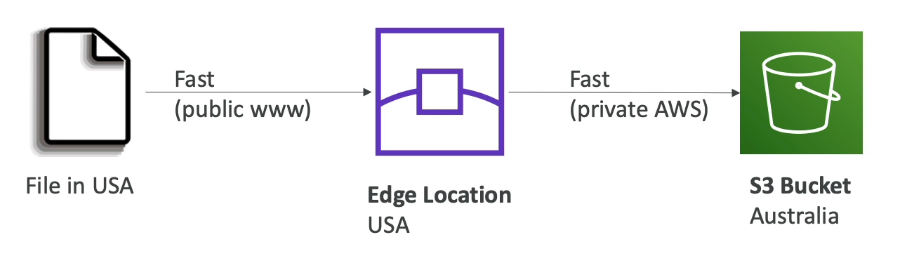 Fast
(public www)
Fast
(private AWS)
File in USA
Edge Location
USA
S3 Bucket
Australia